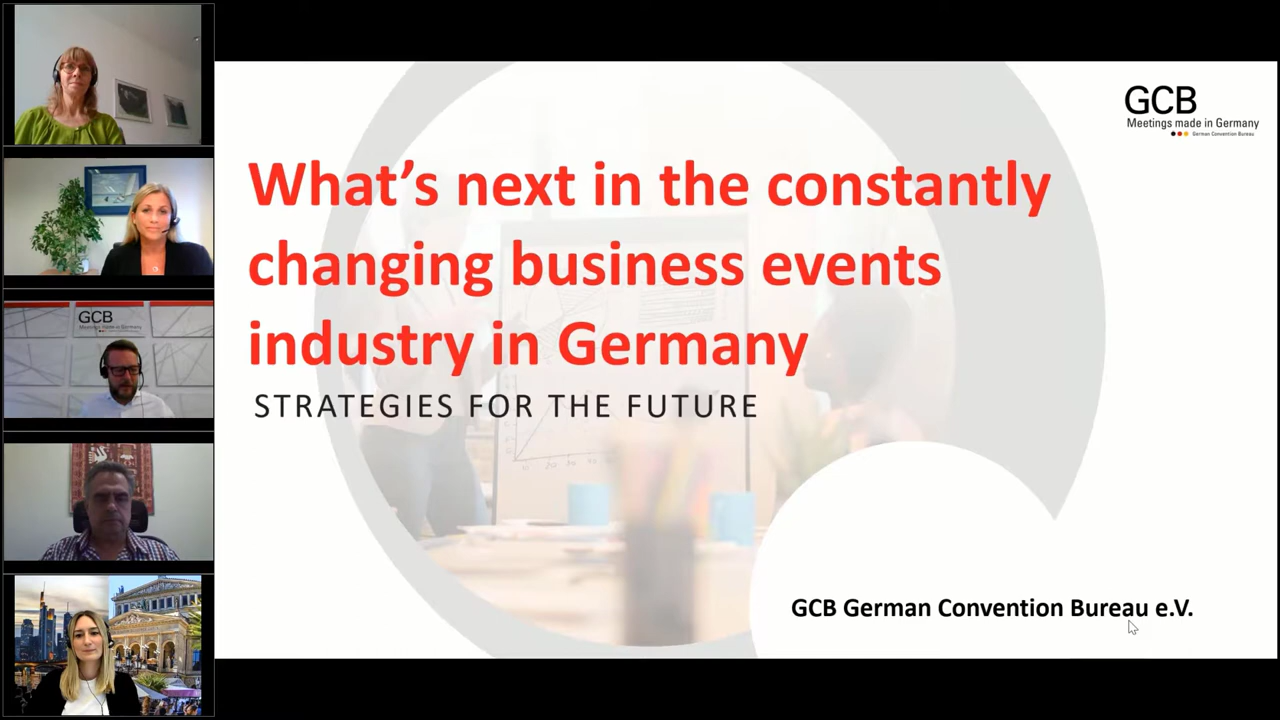 GCB
Meetings made in Germany
German Convention Bureau
What's next in the constantly
changing business events
industry in Germany
STRATEGIES FOR THE FUTURE
GCB German Convention Bureau e.V.
GCB
Meetings made in Germany